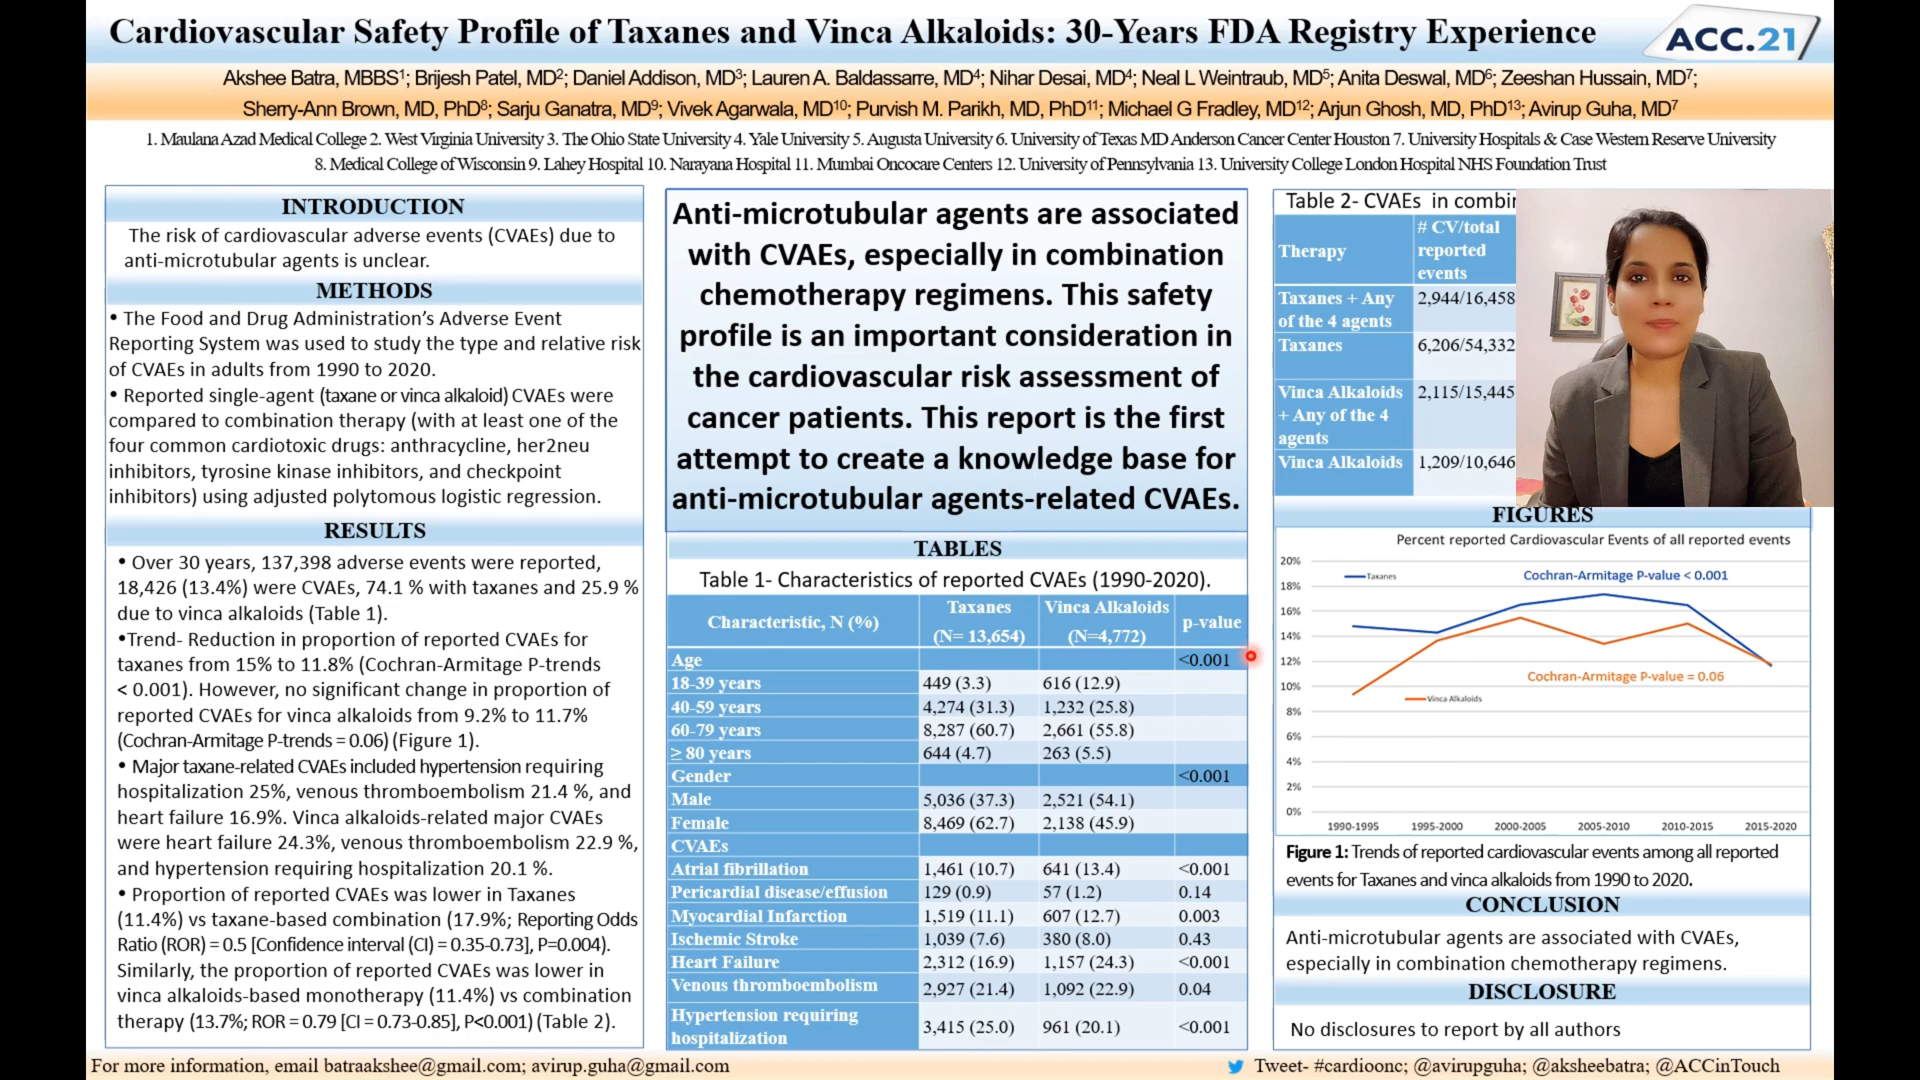 Cardiovascular Safety Profile of Taxanes and Vinca Alkaloids: 30-Years FDA Registry Experience
ACC.21
Akshee Batra, MBBS¹; Brijesh Patel, MD²; Daniel Addison, MD³; Lauren A. Baldassarre, MD⁴; Nihar Desai, MD⁴; Neal L Weintraub, MD⁵; Anita Deswal, MD⁶; Zeeshan Hussain, MD⁷;
Sherry-Ann Brown, MD, PhD⁸; Sarju Ganatra, MD⁹; Vivek Agarwala, MD¹⁰; Purvish M. Parikh, MD, PhD¹¹; Michael G Fradley, MD¹²; Arjun Ghosh, MD, PhD¹³; Avirup Guha, MD⁷
1. Maulana Azad Medical College 2. West Virginia University 3. The Ohio State University 4. Yale University 5. Augusta University 6. University of Texas MD Anderson Cancer Center Houston 7. University Hospitals & Case Western Reserve University
8. Medical College of Wisconsin 9. Lahey Hospital 10. Narayana Hospital 11. Mumbai Oncocare Centers 12. University of Pennsylvania 13. University College London Hospital NHS Foundation Trust
INTRODUCTION
The risk of cardiovascular adverse events (CVAEs) due to
anti-microtubular agents is unclear.
METHODS
• The Food and Drug Administration's Adverse Event
Reporting System was used to study the type and relative risk
of CVAEs in adults from 1990 to 2020.
• Reported single-agent (taxane or vinca alkaloid) CVAEs were
compared to combination therapy (with at least one of the
four common cardiotoxic drugs: anthracycline, her2neu
inhibitors, tyrosine kinase inhibitors, and checkpoint
inhibitors) using adjusted polytomous logistic regression.
RESULTS
• Over 30 years, 137,398 adverse events were reported,
18,426 (13.4%) were CVAEs, 74.1 % with taxanes and 25.9 %
due to vinca alkaloids (Table 1).
•Trend- Reduction in proportion of reported CVAEs for
taxanes from 15% to 11.8% (Cochran-Armitage P-trends
< 0.001). However, no significant change in proportion of
reported CVAEs for vinca alkaloids from 9.2% to 11.7%
(Cochran-Armitage P-trends = 0.06) (Figure 1).
• Major taxane-related CVAEs included hypertension requiring
hospitalization 25%, venous thromboembolism 21.4 %, and
heart failure 16.9%. Vinca alkaloids-related major CVAEs
were heart failure 24.3%, venous thromboembolism 22.9 %,
and hypertension requiring hospitalization 20.1 %.
• Proportion of reported CVAEs was lower in Taxanes
(11.4%) vs taxane-based combination (17.9%; Reporting Odds
Ratio (ROR) = 0.5 [Confidence interval (CI) = 0.35-0.73], P=0.004).
Similarly, the proportion of reported CVAEs was lower in
vinca alkaloids-based monotherapy (11.4%) vs combination
therapy (13.7%; ROR = 0.79 [CI = 0.73-0.85], P<0.001) (Table 2).
Anti-microtubular agents are associated
with CVAEs, especially in combination
chemotherapy regimens. This safety
profile is an important consideration in
the cardiovascular risk assessment of
cancer patients. This report is the first
attempt to create a knowledge base for
anti-microtubular agents-related CVAEs.
TABLES
Table 1- Characteristics of reported CVAEs (1990-2020).
Characteristic, N (%) Taxanes (N= 13,654) Vinca Alkaloids (N=4,772) p-value
Age <0.001
18-39 years 449 (3.3) 616 (12.9)
40-59 years 4,274 (31.3) 1,232 (25.8)
60-79 years 8,287 (60.7) 2,661 (55.8)
≥ 80 years 644 (4.7) 263 (5.5)
Gender <0.001
Male 5,036 (37.3) 2,521 (54.1)
Female 8,469 (62.7) 2,138 (45.9)
CVAEs
Atrial fibrillation 1,461 (10.7) 641 (13.4) <0.001
Pericardial disease/effusion 129 (0.9) 57 (1.2) 0.14
Myocardial Infarction 1,519 (11.1) 607 (12.7) 0.003
Ischemic Stroke 1,039 (7.6) 380 (8.0) 0.43
Heart Failure 2,312 (16.9) 1,157 (24.3) <0.001
Venous thromboembolism 2,927 (21.4) 1,092 (22.9) 0.04
Hypertension requiring
hospitalization 3,415 (25.0) 961 (20.1) <0.001
Table 2- CVAEs in combin
Therapy # CV/total
reported
events
Taxanes + Any
of the 4 agents 2,944/16,458
Taxanes 6,206/54,332
Vinca Alkaloids
+ Any of the 4
agents 2,115/15,445
Vinca Alkaloids 1,209/10,646
FIGURES
Percent reported Cardiovascular Events of all reported events
20%
18%
16%
14%
12%
10%
8%
6%
4%
2%
0%
Taxanes
Cochran-Armitage P-value < 0.001
Cochran-Armitage P-value = 0.06
Vinca Alkaloids
1990-1995 1995-2000 2000-2005 2005-2010 2010-2015 2015-2020
Figure 1: Trends of reported cardiovascular events among all reported
events for Taxanes and vinca alkaloids from 1990 to 2020.
CONCLUSION
Anti-microtubular agents are associated with CVAEs,
especially in combination chemotherapy regimens.
DISCLOSURE
No disclosures to report by all authors
For more information, email batraakshee@gmail.com; avirup.guha@gmail.com
Tweet- #cardioonc; @avirupguha; @aksheebatra; @ACCinTouch